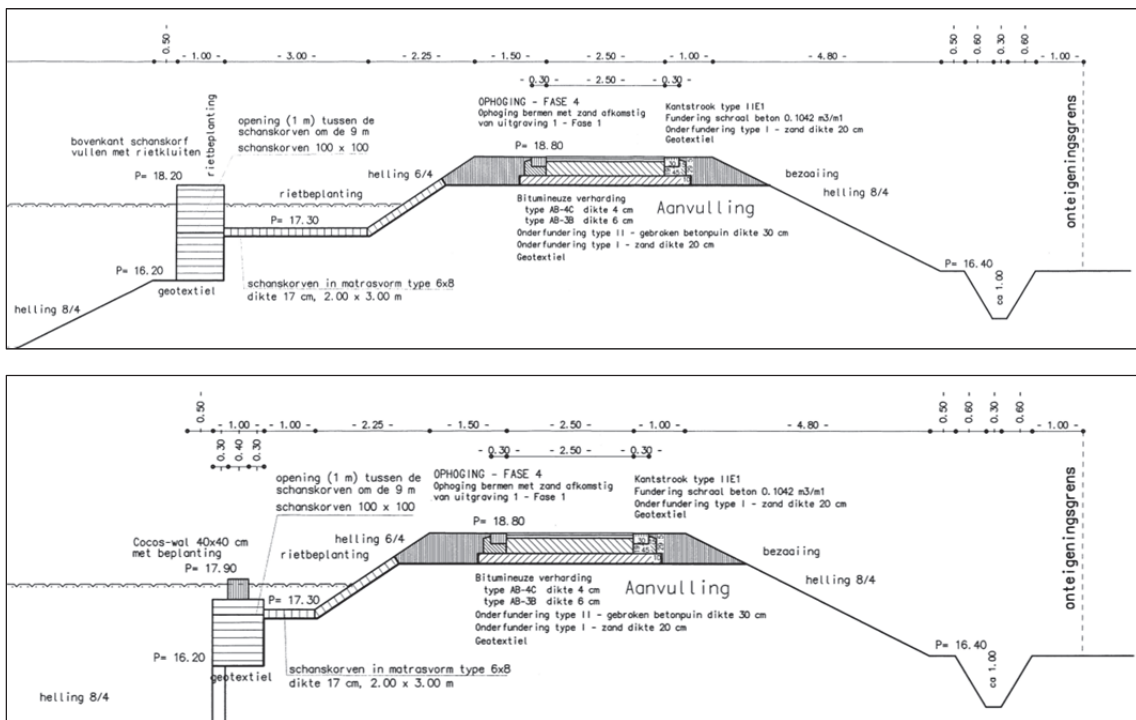 - 0.50 -
- 1.00 -
- 3.00 -
- 2.25 -
- 1.50 -
- 2.50 -
- 1.00 -
- 4.80 -
- 0.50 -
- 0.60 -
- 0.30 -
- 0.60 -
- 1.00 -
- 0.30 -
- 2.50 -
- 0.30 -
OPHOGING - FASE 4
Ophoging bermen met zand afkomstig
van uitgraving 1 - Fase 1
Kantstrook type IIE1
Fundering schraal beton 0.1042 m3/m1
Onderfundering type I - zand dikte 20 cm
Geotextiel
rietbeplanting
opening (1 m) tussen de
schanskorven om de 9 m
schanskorven 100 x 100
bovenkant schanskorf
vullen met rietkluiten
P= 18.20
P= 18.80
helling 6/4
rietbeplanting
bezaaiing
helling 8/4
onteigeningsgrens
30
45
P= 17.30
Bitumineuze verharding
type AB-4C dikte 4 cm
type AB-3B dikte 6 cm
Onderfundering type II - gebroken betonpuin dikte 30 cm
Onderfundering type I - zand dikte 20 cm
Geotextiel
Aanvulling
P= 16.20
geotextiel
schanskorven in matrasvorm type 6x8
dikte 17 cm, 2.00 x 3.00 m
helling 8/4
P= 16.40
ca 1.00
- 0.50 -
- 1.00 -
- 1.00 -
- 2.25 -
- 1.50 -
- 2.50 -
- 1.00 -
- 4.80 -
- 0.50 -
- 0.60 -
- 0.30 -
- 0.60 -
- 1.00 -
0.30
0.40
0.30
- 0.30 -
- 2.50 -
- 0.30 -
opening (1 m) tussen de
schanskorven om de 9 m
schanskorven 100 x 100
OPHOGING - FASE 4
Ophoging bermen met zand afkomstig
van uitgraving 1 - Fase 1
Kantstrook type IIE1
Fundering schraal beton 0.1042 m3/m1
Onderfundering type I - zand dikte 20 cm
Geotextiel
P= 18.80
helling 6/4
rietbeplanting
Cocos-wal 40x40 cm
met beplanting
P= 17.90
bezaaiing
helling 8/4
onteigeningsgrens
30
45
P= 17.30
Bitumineuze verharding
type AB-4C dikte 4 cm
type AB-3B dikte 6 cm
Onderfundering type II - gebroken betonpuin dikte 30 cm
Onderfundering type I - zand dikte 20 cm
Geotextiel
Aanvulling
P= 16.20
geotextiel
schanskorven in matrasvorm type 6x8
dikte 17 cm, 2.00 x 3.00 m
helling 8/4
P= 16.40
ca 1.00